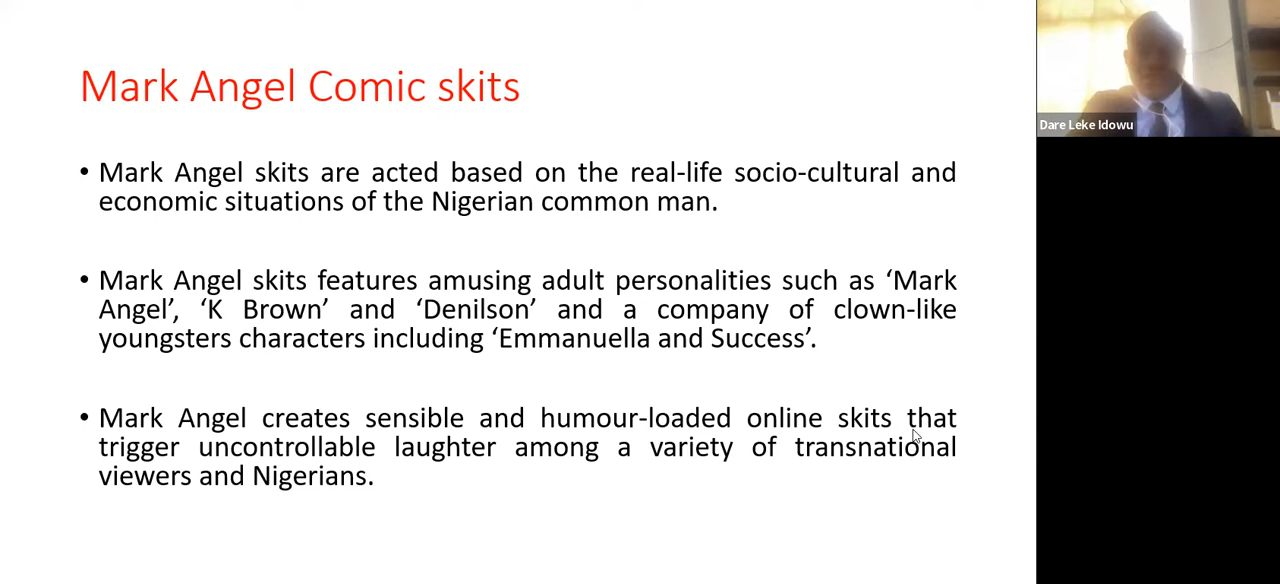 Mark Angel Comic skits
• Mark Angel skits are acted based on the real-life socio-cultural and
economic situations of the Nigerian common man.
• Mark Angel skits features amusing adult personalities such as ‘Mark
Angel’, ‘K Brown’ and ‘Denilson’ and a company of clown-like
youngsters characters including ‘Emmanuella and Success’.
• Mark Angel creates sensible and humour-loaded online skits that
trigger uncontrollable laughter among a variety of transnational
viewers and Nigerians.
Dare Leke Idowu